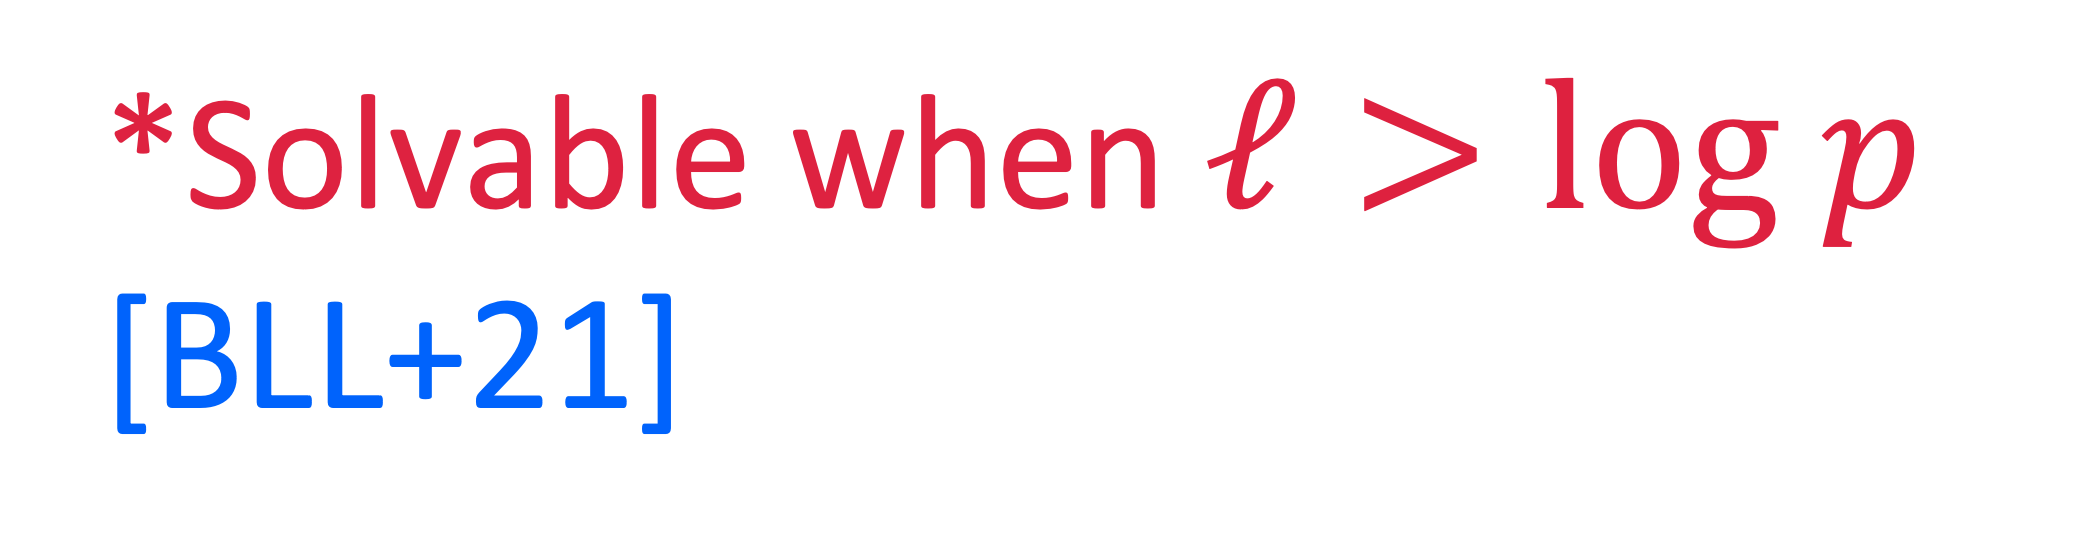 *Solvable when ℓ > log p
[BLL+21]